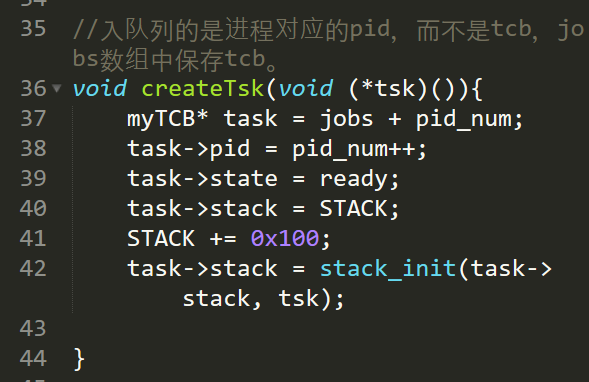 35 //入队列的是进程对应的pid，而不是tcb，jo
bs数组中保存tcb。
36 void createTsk(void (*tsk)()){
37 myTCB* task = jobs + pid_num;
38 task->pid = pid_num++;
39 task->state = ready;
40 task->stack = STACK;
41 STACK += 0x100;
42 task->stack = stack_init(task->
stack, tsk);
43
44 }